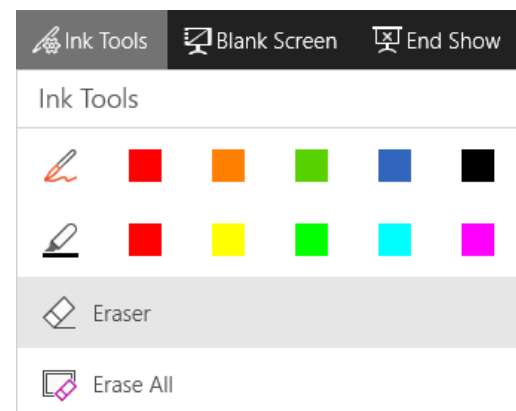 Ink Tools Blank Screen End Show
Ink Tools
Eraser
Erase All